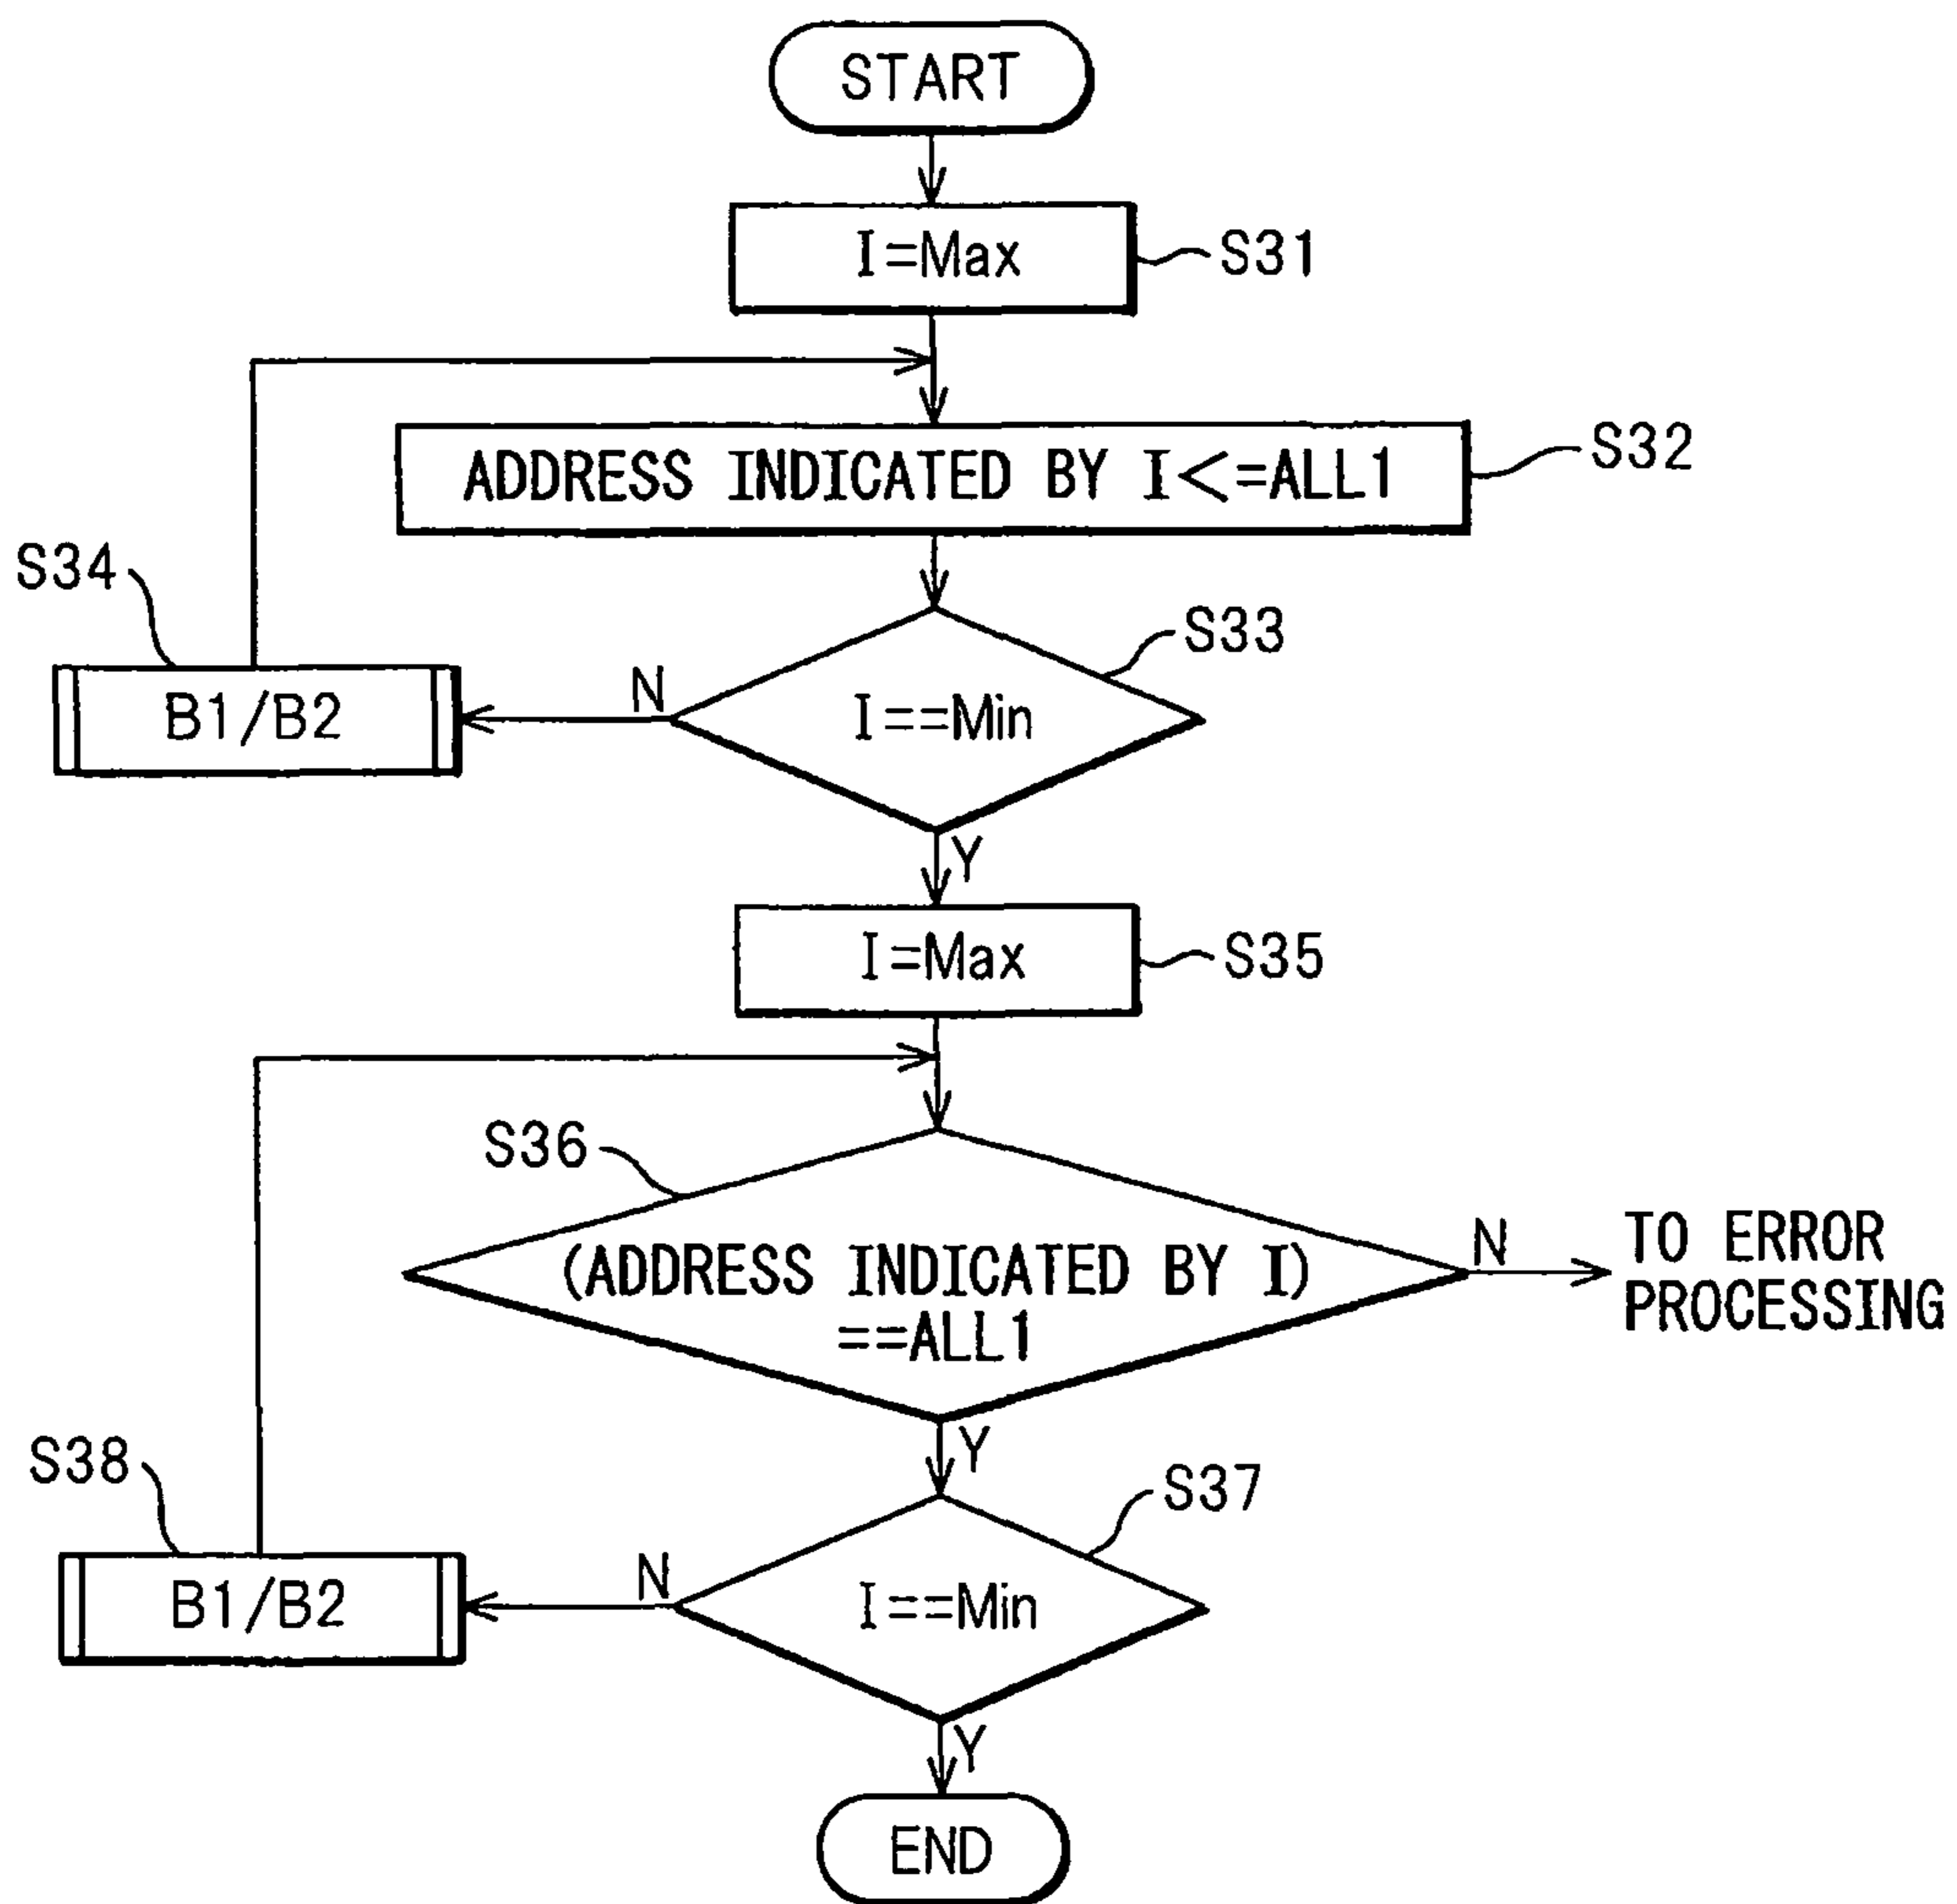 START
I=Max
S31
ADDRESS INDICATED BY I<=ALL1
S32
S34
S33
B1/B2
N
I==Min
Y
I=Max
S35
S36
(ADDRESS INDICATED BY I)
==ALL1
N
TO ERROR
PROCESSING
Y
S38
S37
B1/B2
N
I==Min
Y
END